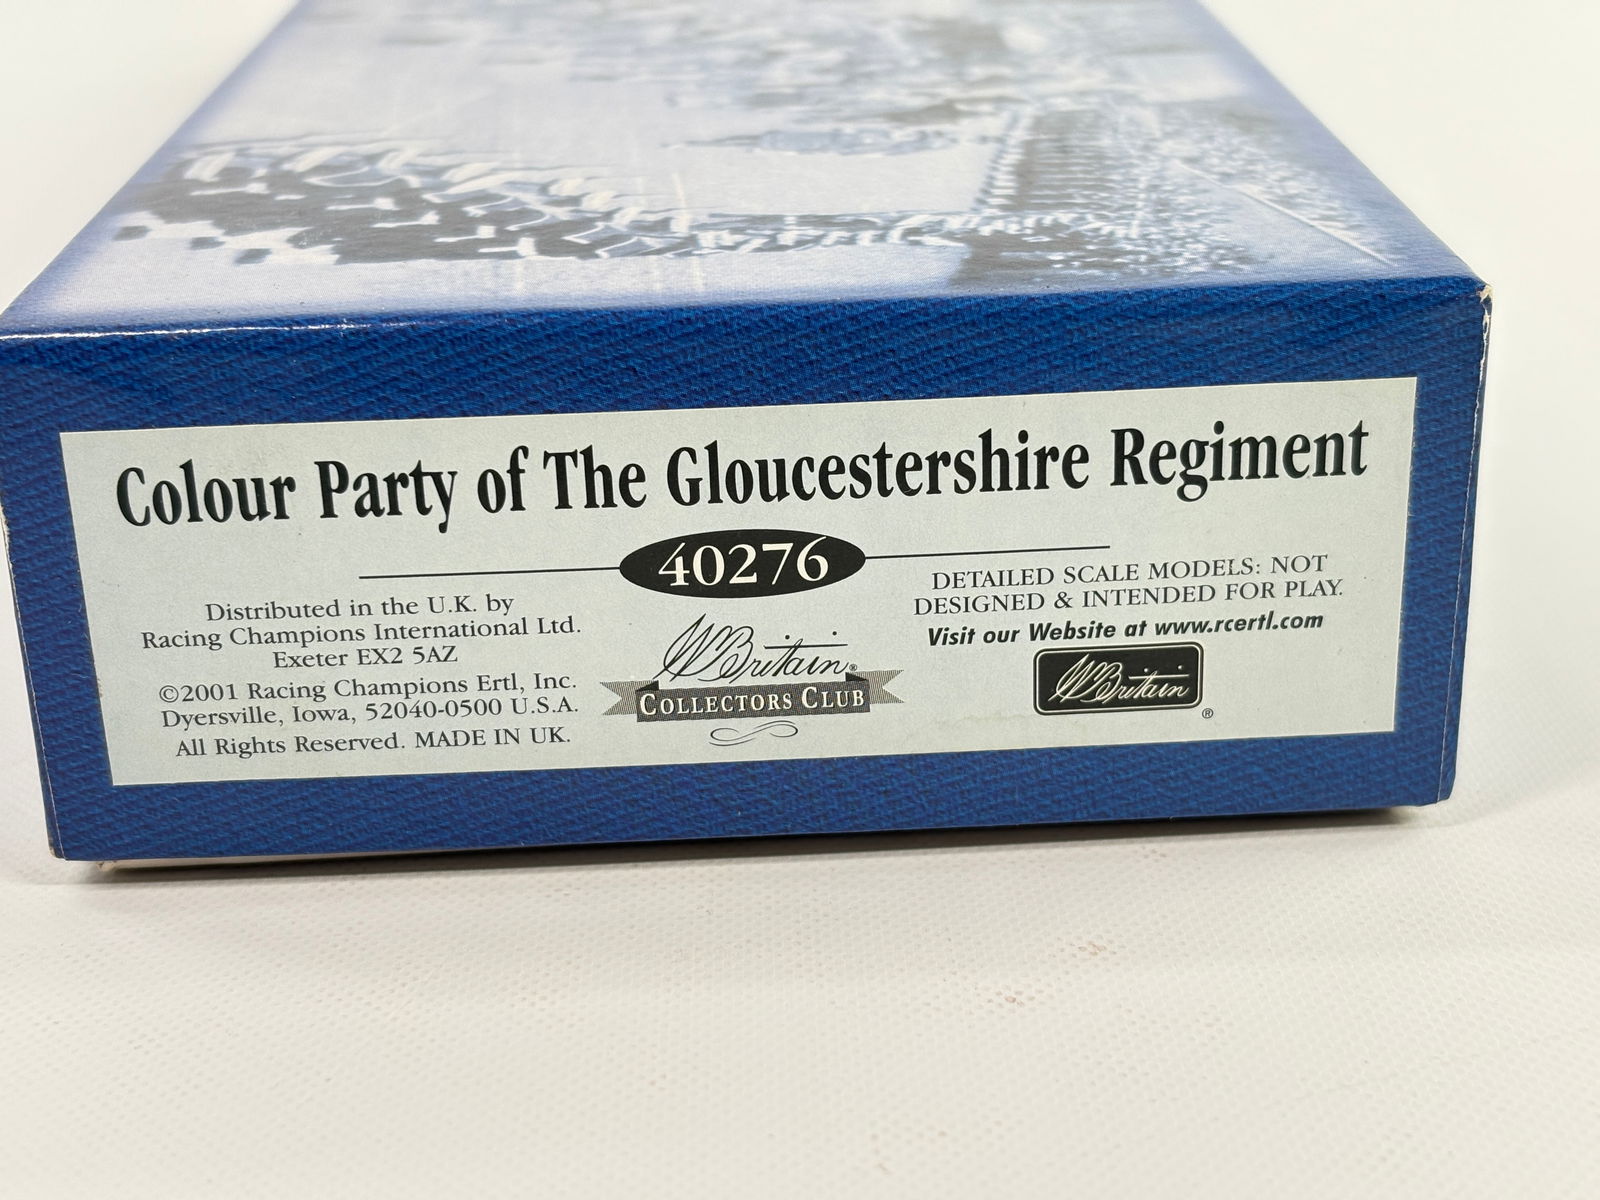 Colour Party of The Gloucestershire Regiment
40276
Distributed in the U.K. by
Racing Champions International Ltd.
Exeter EX2 5AZ
©2001 Racing Champions Ertl, Inc.
Dyersville, Iowa, 52040-0500 U.S.A.
All Rights Reserved. MADE IN UK.
W Britain®
COLLECTORS CLUB
DETAILED SCALE MODELS: NOT
DESIGNED & INTENDED FOR PLAY.
Visit our Website at www.rcertl.com
W Britain
®